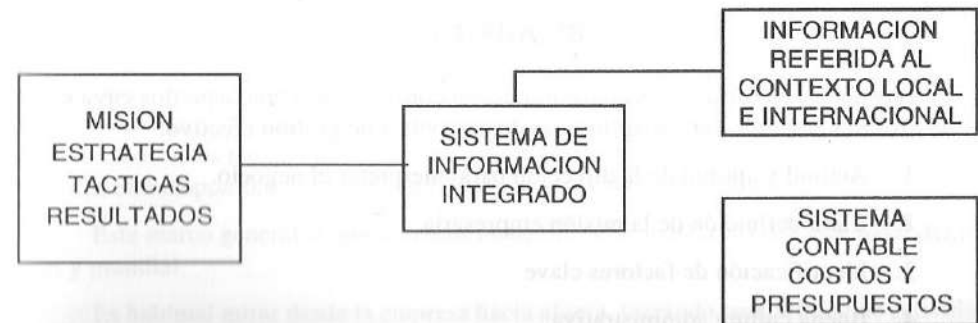 MISION
ESTRATEGIA
TACTICAS
RESULTADOS
SISTEMA DE
INFORMACION
INTEGRADO
INFORMACION
REFERIDA AL
CONTEXTO LOCAL
E INTERNACIONAL
SISTEMA
CONTABLE
COSTOS Y
PRESUPUESTOS